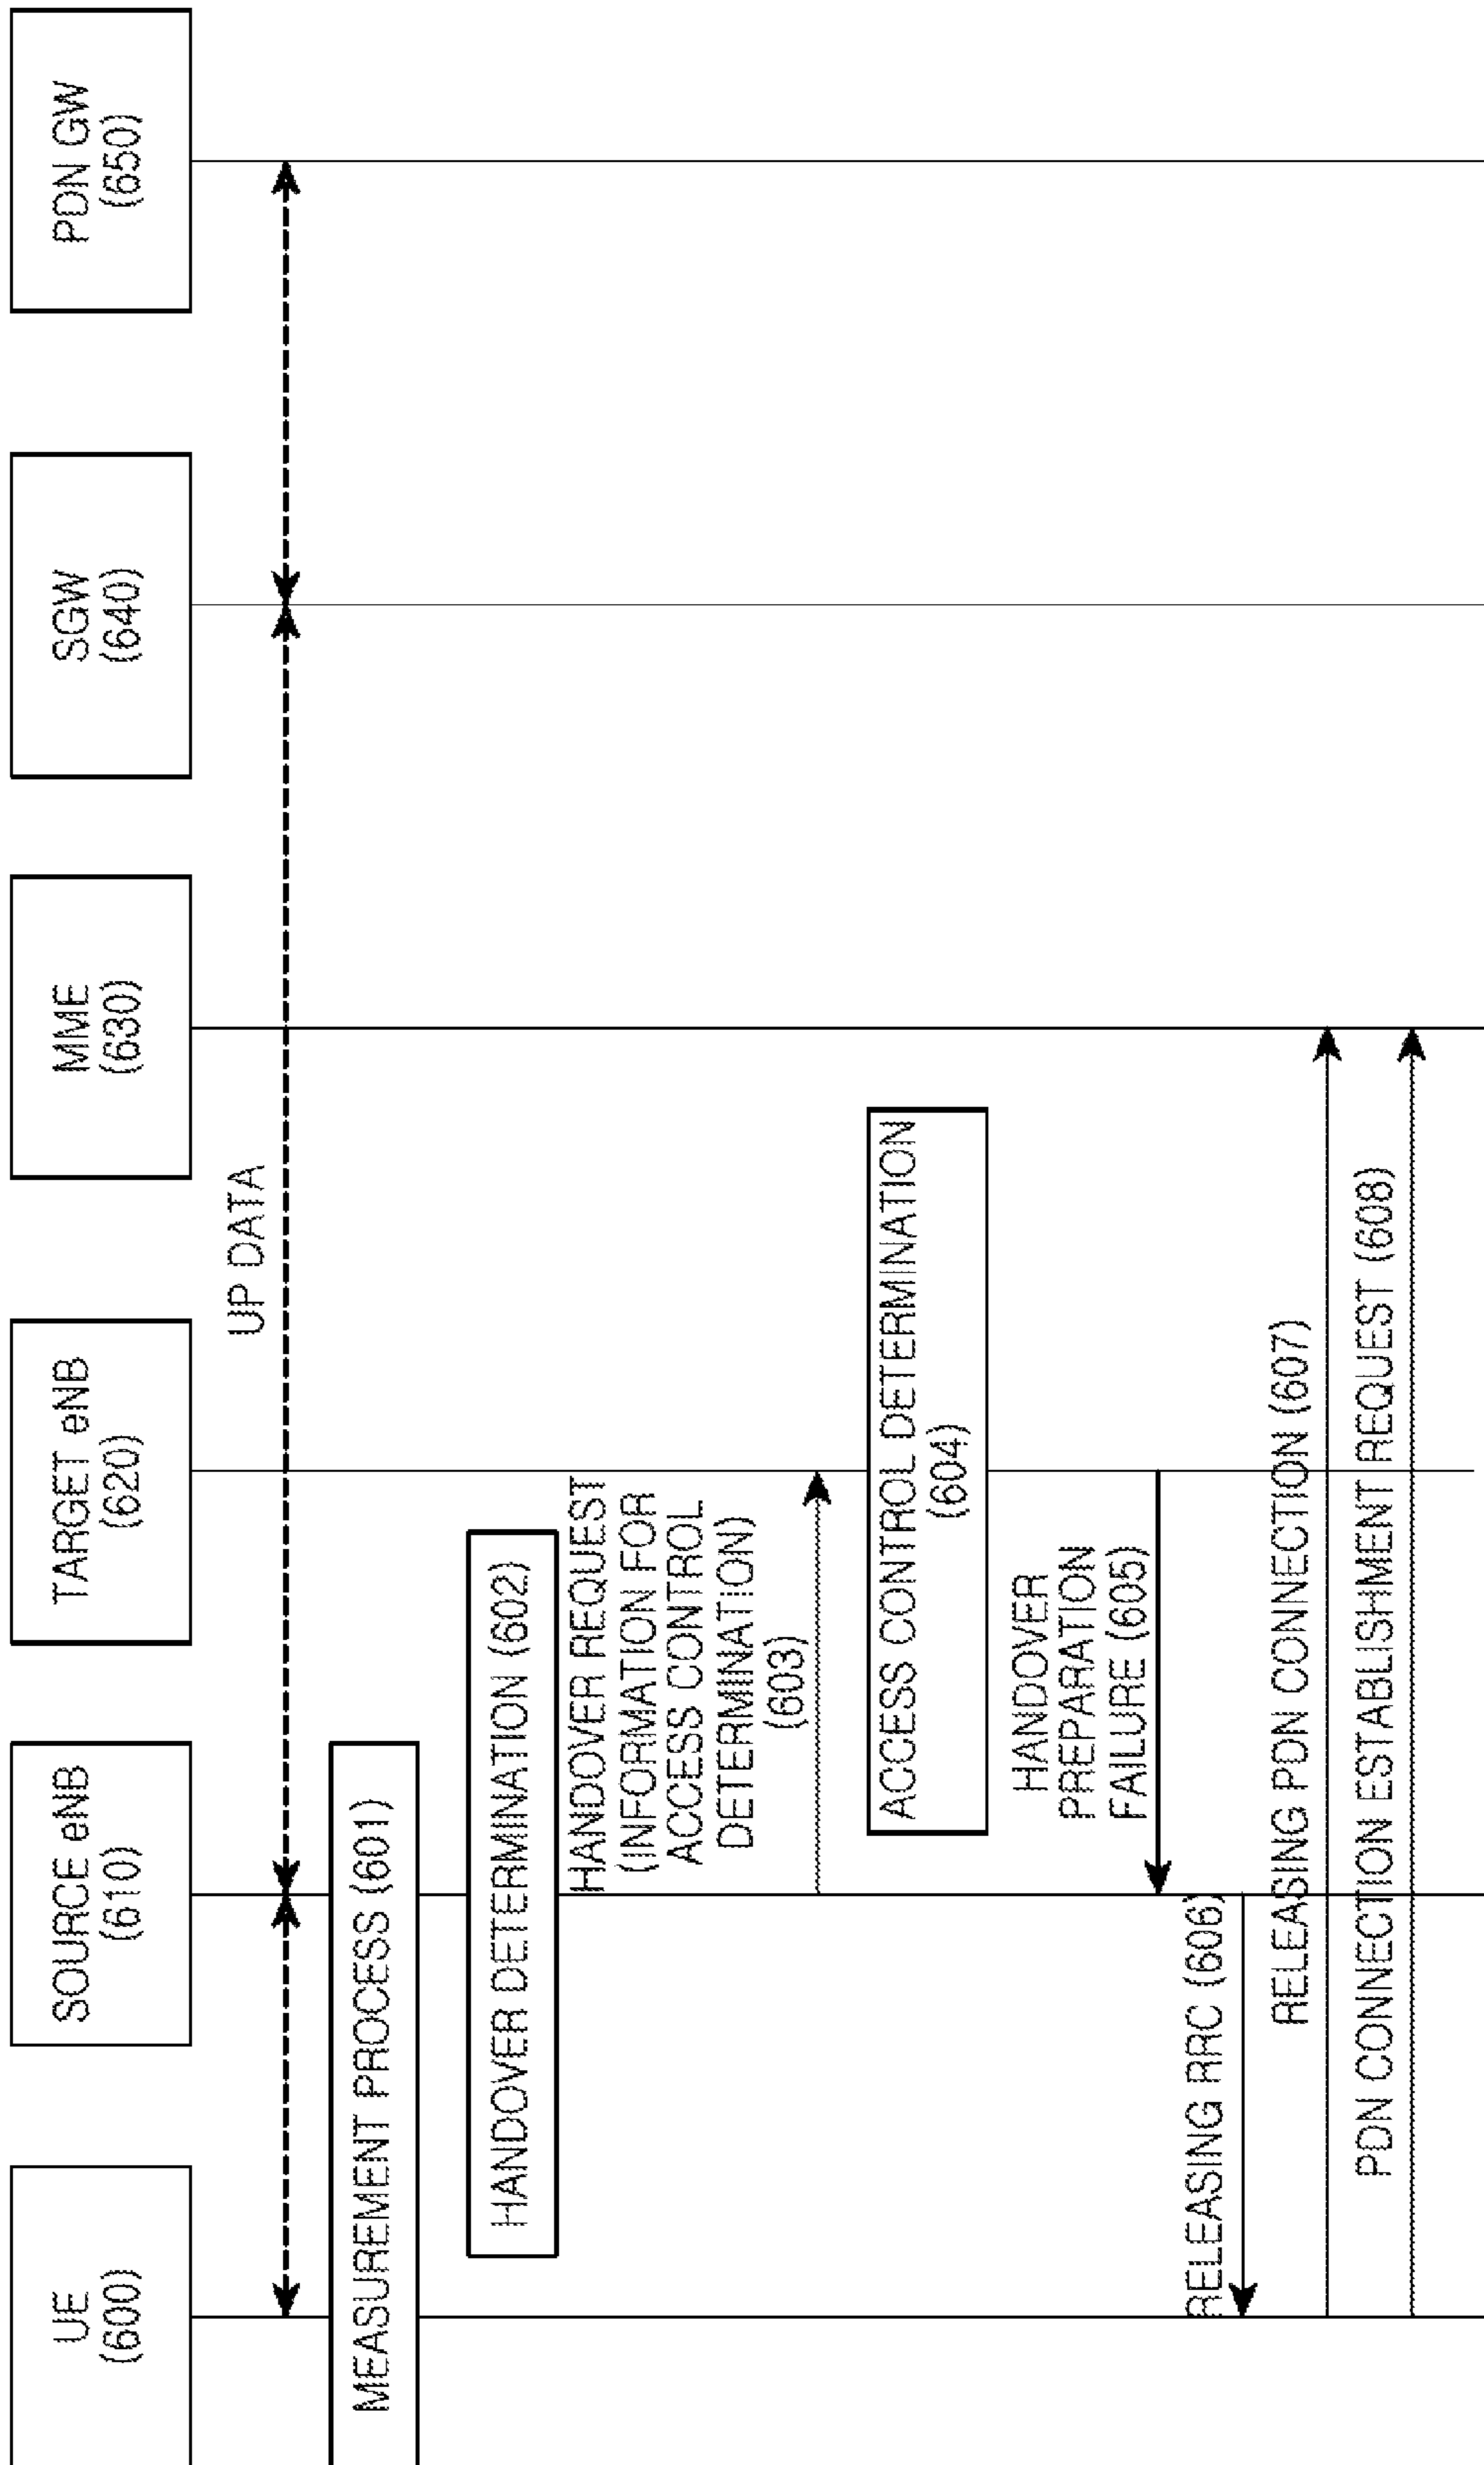 UE
(600)
SOURCE eNB
(610)
TARGET eNB
(620)
MME
(630)
SGW
(640)
PDN GW
(650)
UP DATA
MEASUREMENT PROCESS (601)
HANDOVER DETERMINATION (602)
HANDOVER REQUEST
(INFORMATION FOR
ACCESS CONTROL
DETERMINATION)
(603)
ACCESS CONTROL DETERMINATION
(604)
HANDOVER
PREPARATION
FAILURE (605)
RELEASING RRC (606)
RELEASING PDN CONNECTION (607)
PDN CONNECTION ESTABLISHMENT REQUEST (608)